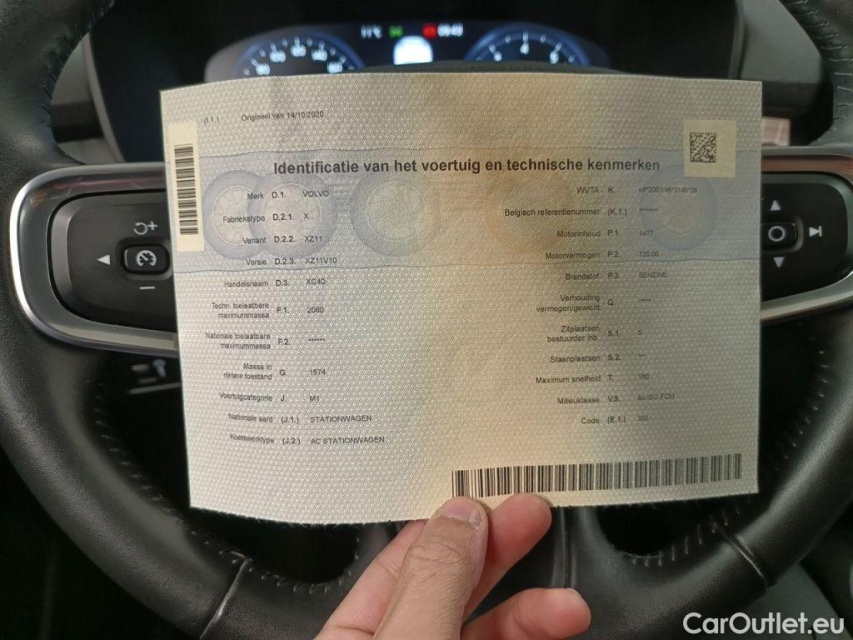 (I.1.) Origineel van 14/10/2020
Identificatie van het voertuig en technische kenmerken
Merk D.1. VOLVO
Fabriekstype D.2.1. X
Variant D.2.2. XZ11
Versie D.2.3. XZ11V10
Handelsnaam D.3. XC40
Techn. toelaatbare
maximummassa F.1. 2060
Nationale toelaatbare
maximummassa F.2. ******
Massa in
rijklare toestand G. 1574
Voertuigcategorie J. M1
Nationale aard (J.1.) STATIONWAGEN
Koetswerktype (J.2.) AC STATIONWAGEN
WVTA K.
Belgisch referentienummer (K.1.) ******
Motorinhoud P.1. 1477
Motorvermogen P.2. 120.00
Brandstof P.3. BENZINE
Verhouding
vermogen/gewicht Q. ****
Zitplaatsen
bestuurder inb. S.1. 5
Staanplaatsen S.2. **
Maximum snelheid T. 180
Milieuklasse V.9.
Code (E.1.)
CarOutlet.eu